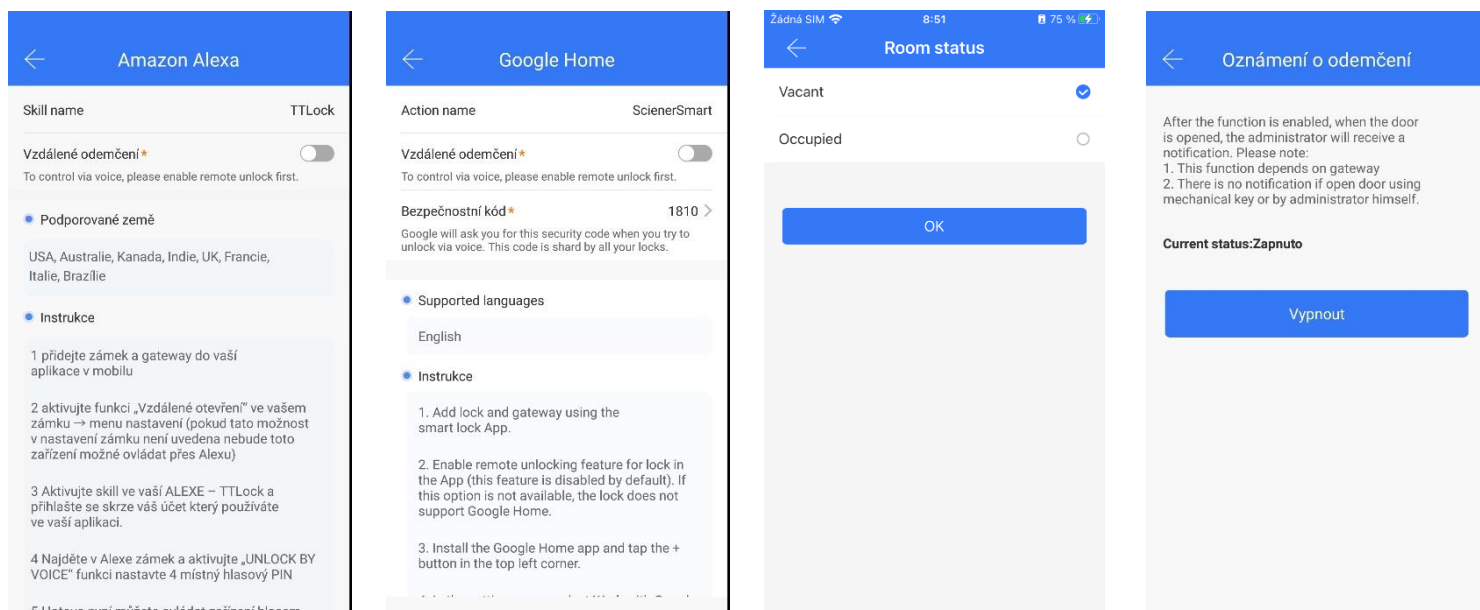 Amazon Alexa
Skill name TTLock
Vzdálené odemčení*
To control via voice, please enable remote unlock first.
Podporované země
USA, Australie, Kanada, Indie, UK, Francie,
Italie, Brazílie
Instrukce
1 přidejte zámek a gateway do vaší
aplikace v mobilu
2 aktivujte funkci „Vzdálené otevření" ve vašem
zámku → menu nastavení (pokud tato možnost
v nastavení zámku není uvedena nebude toto
zařízení možné ovládat přes Alexu)
3 Aktivujte skill ve vaší ALEXE – TTLock a
přihlašte se skrze váš účet který používáte
ve vaší aplikaci.
4 Najděte v Alexe zámek a aktivujte „UNLOCK BY
VOICE" funkci nastavte 4 místný hlasový PIN
Google Home
Action name ScienerSmart
Vzdálené odemčení*
To control via voice, please enable remote unlock first.
Bezpečnostní kód* 1810 >
Google will ask you for this security code when you try to
unlock via voice. This code is shard by all your locks.
Supported languages
English
Instrukce
1. Add lock and gateway using the
smart lock App.
2. Enable remote unlocking feature for lock in
the App (this feature is disabled by default). If
this option is not available, the lock does not
support Google Home.
3. Install the Google Home app and tap the +
button in the top left corner.
Žádná SIM 8:51 75 %
Room status
Vacant
Occupied
OK
Oznámení o odemčení
After the function is enabled, when the door
is opened, the administrator will receive a
notification. Please note:
1. This function depends on gateway
2. There is no notification if open door using
mechanical key or by administrator himself.
Current status:Zapnuto
Vypnout